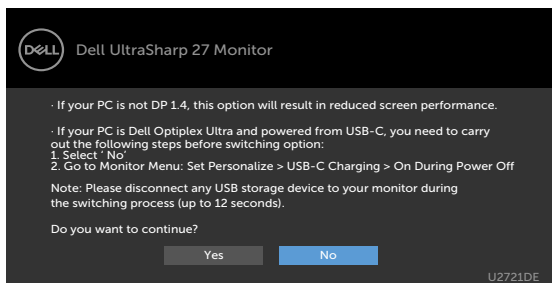 DELL
Dell UltraSharp 27 Monitor
· If your PC is not DP 1.4, this option will result in reduced screen performance.
· If your PC is Dell Optiplex Ultra and powered from USB-C, you need to carry
out the following steps before switching option:
1. Select ‘ No’
2. Go to Monitor Menu: Set Personalize > USB-C Charging > On During Power Off
Note: Please disconnect any USB storage device to your monitor during
the switching process (up to 12 seconds).
Do you want to continue?
Yes No
U2721DE